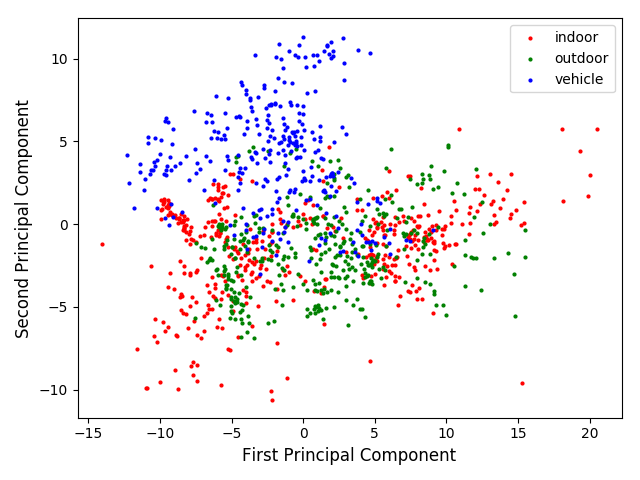 indoor
outdoor
vehicle
10
5
0
−5
−10
Second Principal Component
−15
−10
−5
0
5
10
15
20
First Principal Component